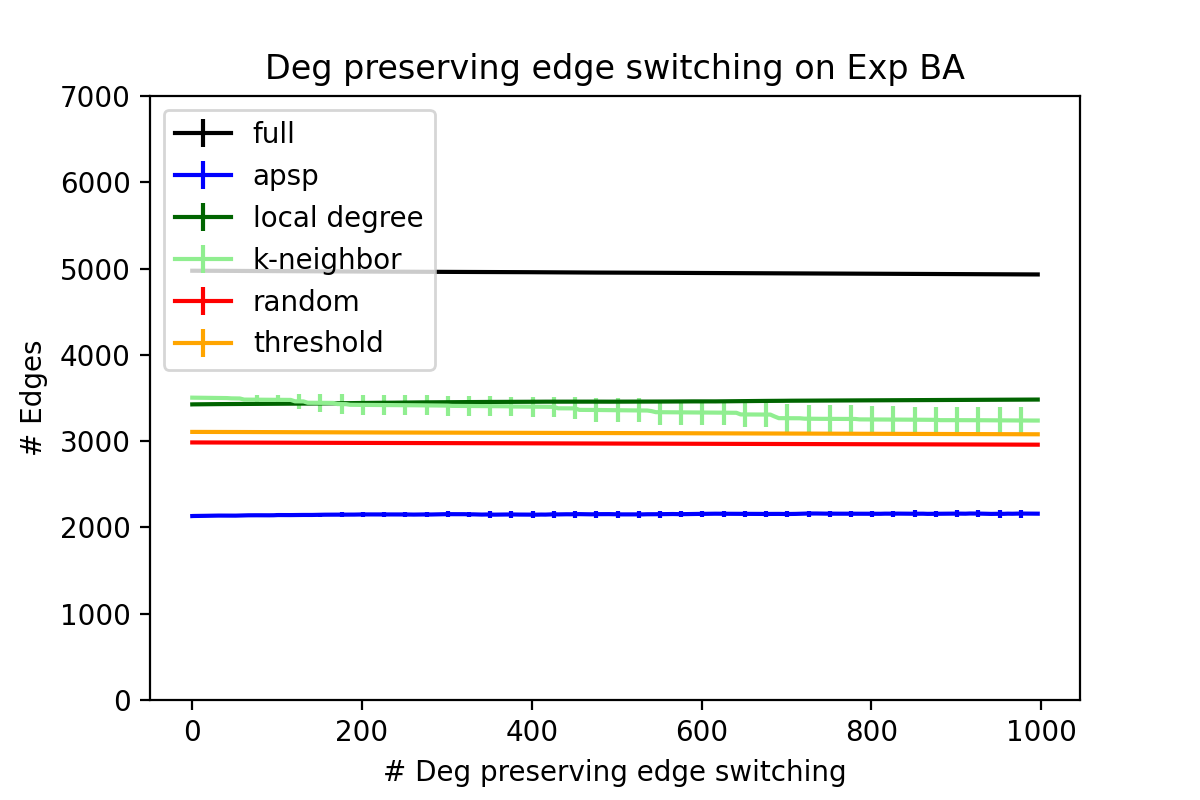 Deg preserving edge switching on Exp BA
7000
6000
5000
4000
3000
2000
1000
0
# Edges
full
apsp
local degree
k-neighbor
random
threshold
0 200 400 600 800 1000
# Deg preserving edge switching